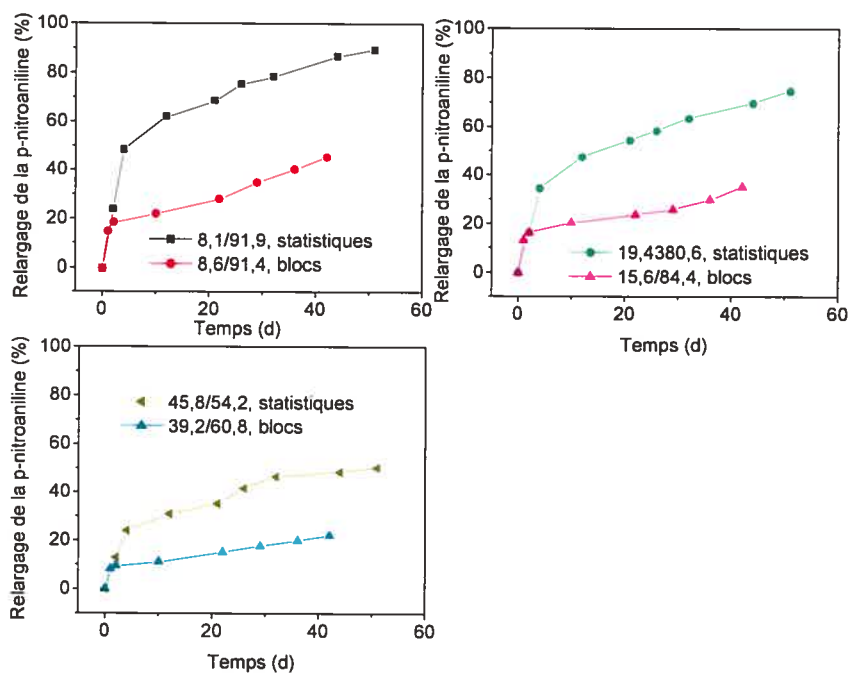 Relargage de la p-nitroaniline (%)
100
80
60
40
20
0
8,1/91,9, statistiques
8,6/91,4, blocs
0
20
40
60
Temps (d)
Relargage de la p-nitroaniline (%)
100
80
60
40
20
0
19,4380,6, statistiques
15,6/84,4, blocs
0
20
40
60
Temps (d)
Relargage de la p-nitroaniline (%)
100
80
60
40
20
0
45,8/54,2, statistiques
39,2/60,8, blocs
0
20
40
60
Temps (d)